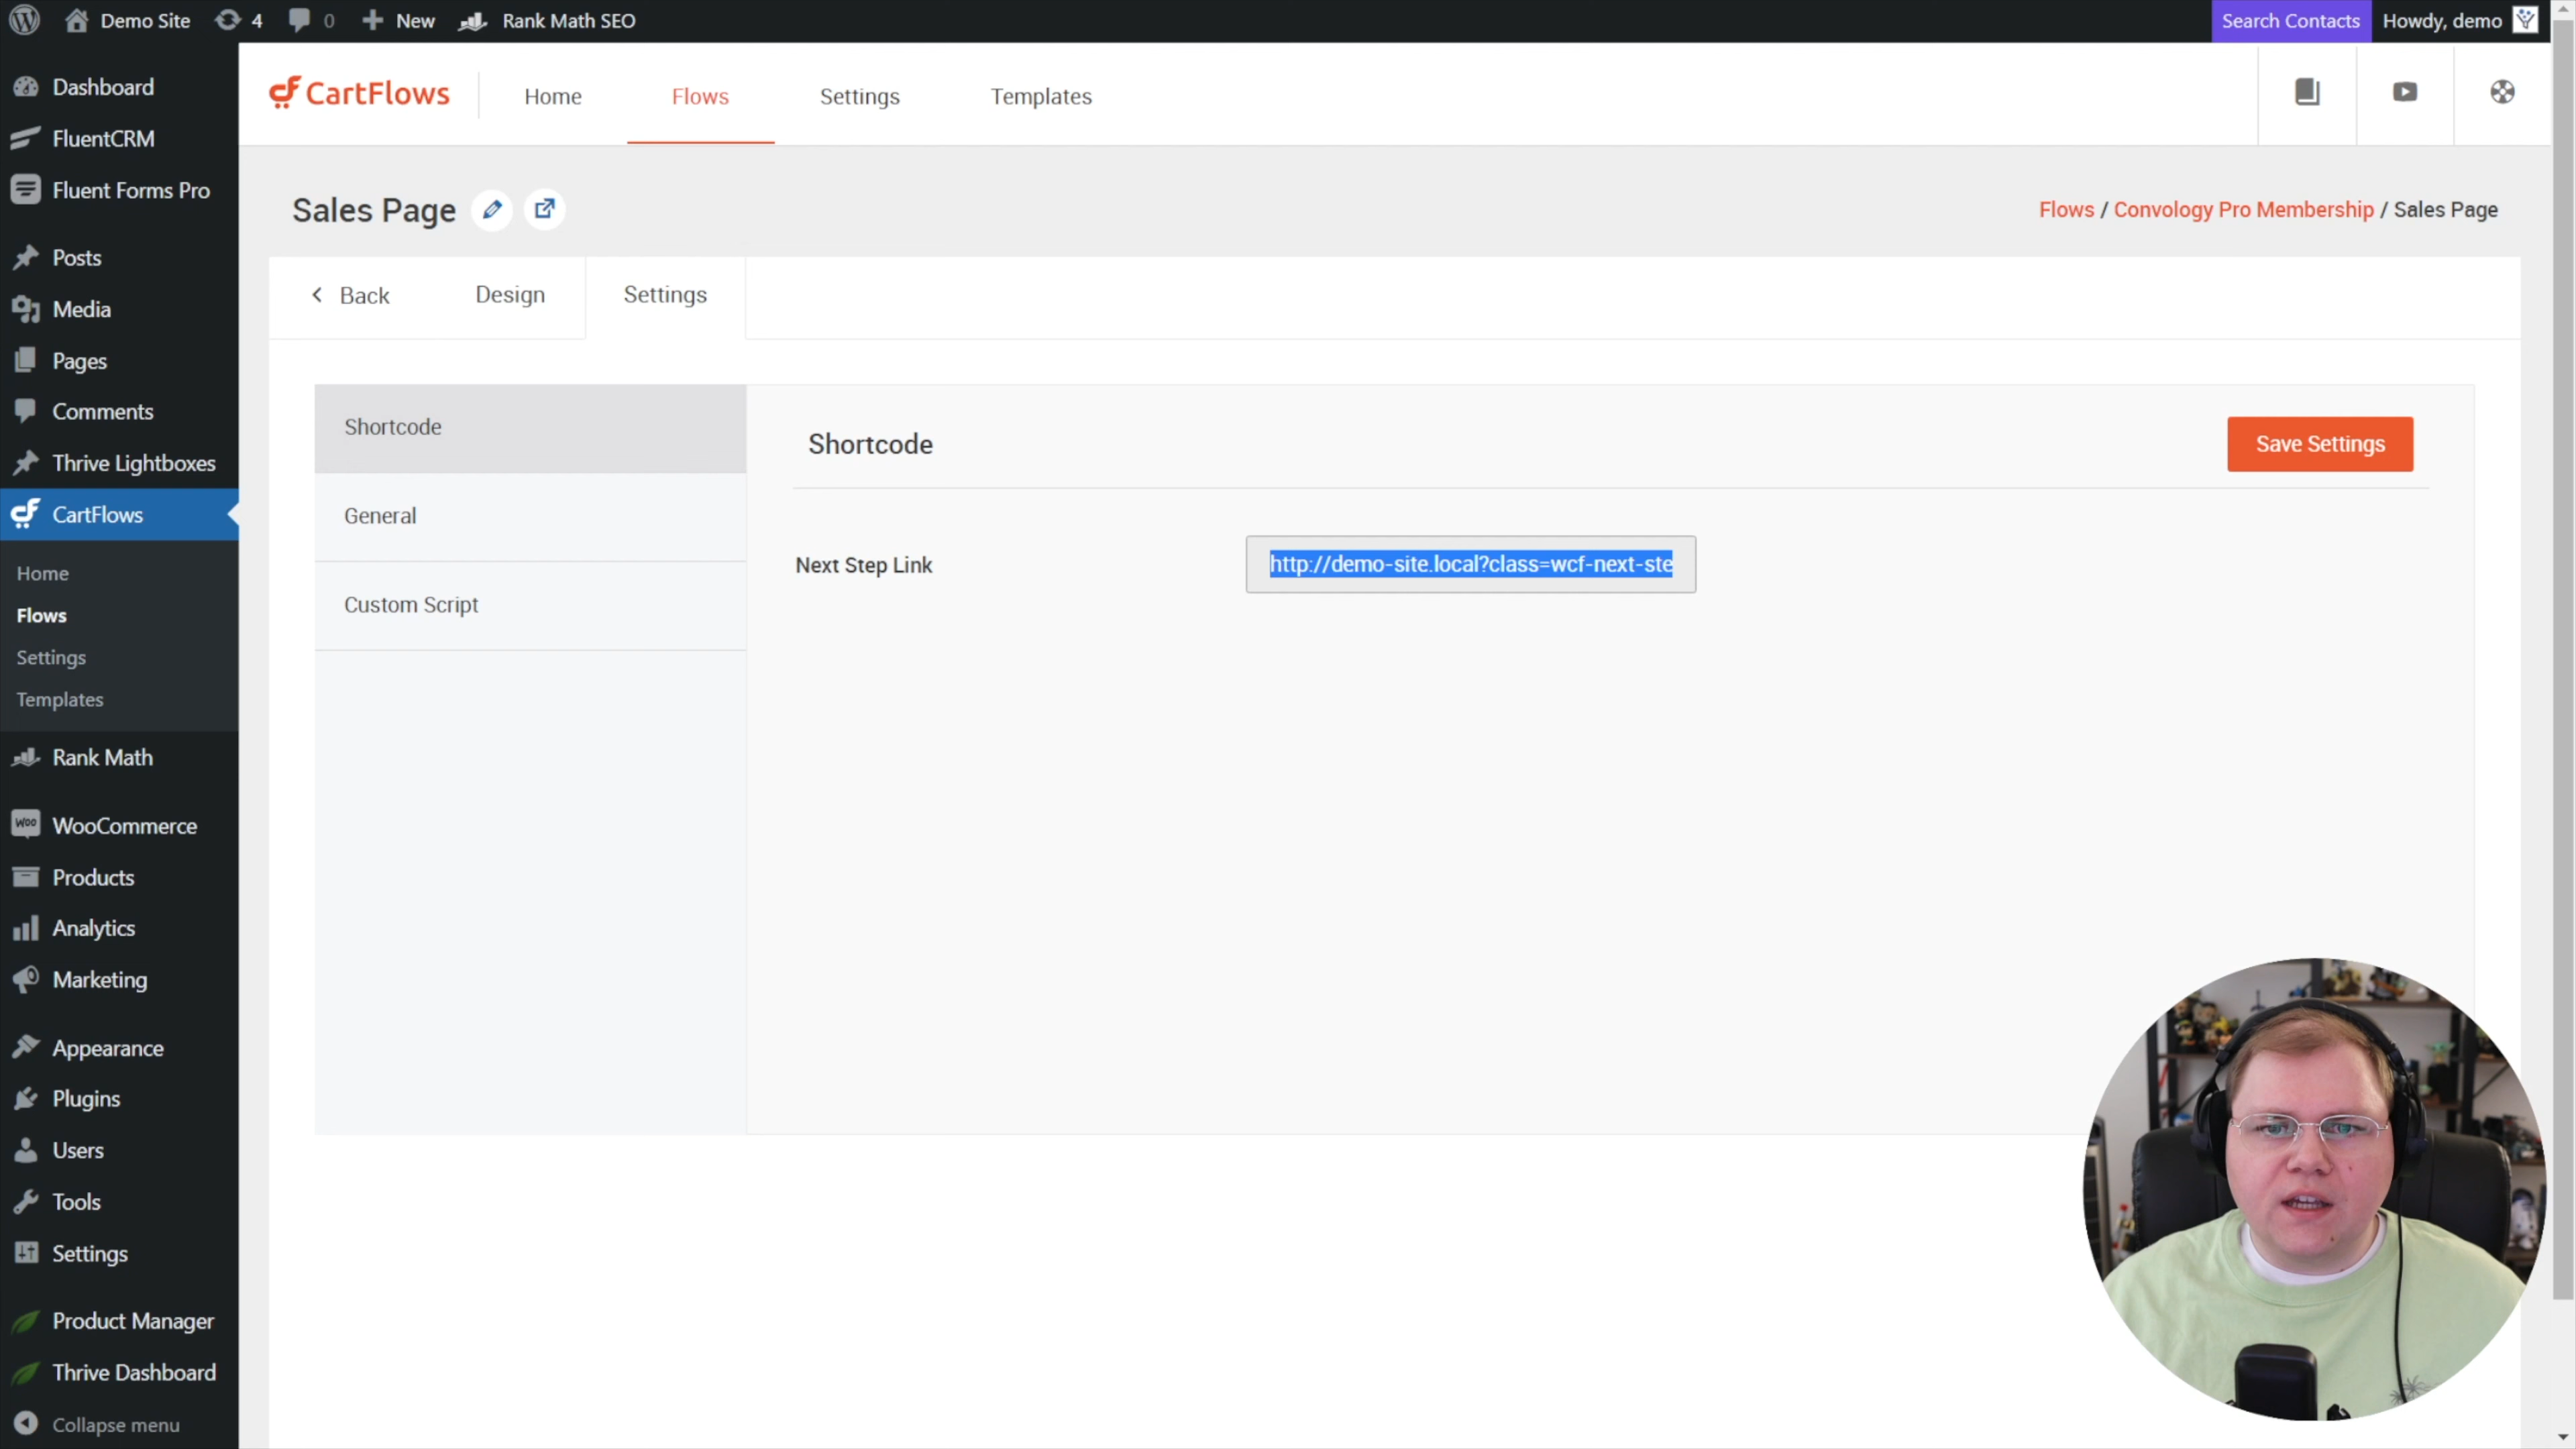 Demo Site
4
0
New
Rank Math SEO
Search Contacts
Howdy, demo
Dashboard
FluentCRM
Fluent Forms Pro
Posts
Media
Pages
Comments
Thrive Lightboxes
CartFlows
Home
Flows
Settings
Templates
Rank Math
WooCommerce
Products
Analytics
Marketing
Appearance
Plugins
Users
Tools
Settings
Product Manager
Thrive Dashboard
Collapse menu
CartFlows
Home
Flows
Settings
Templates
Sales Page
Flows / Convology Pro Membership / Sales Page
Back
Design
Settings
Shortcode
General
Custom Script
Shortcode
Save Settings
Next Step Link
http://demo-site.local?class=wcf-next-ste